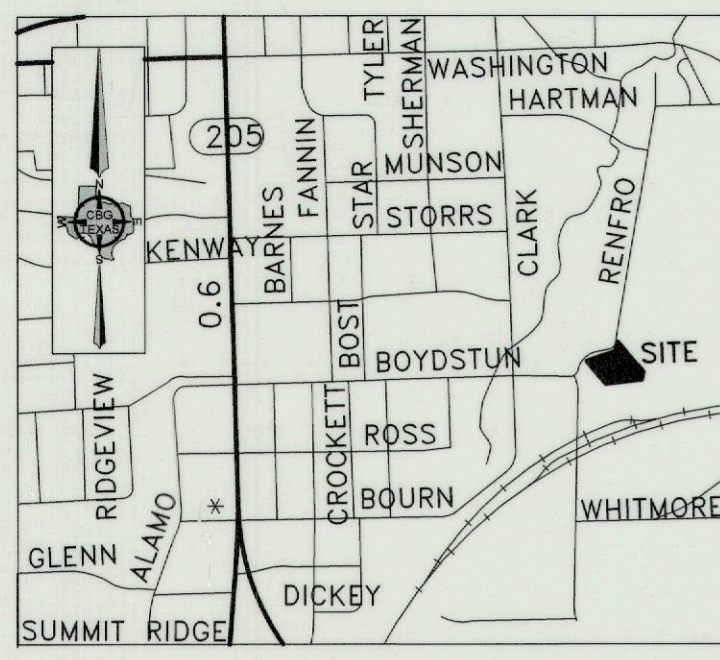 TYLER
SHERMAN
WASHINGTON
HARTMAN
205
FANNIN
MUNSON
STAR
STORRS
N
W
CBG
TEXAS
E
S
KENWAY
BARNES
CLARK
RENFRO
0.6
BOST
BOYDSTUN
SITE
RIDGEVIEW
CROCKETT
ROSS
ALAMO
*
BOURN
WHITMORE
GLENN
DICKEY
SUMMIT RIDGE